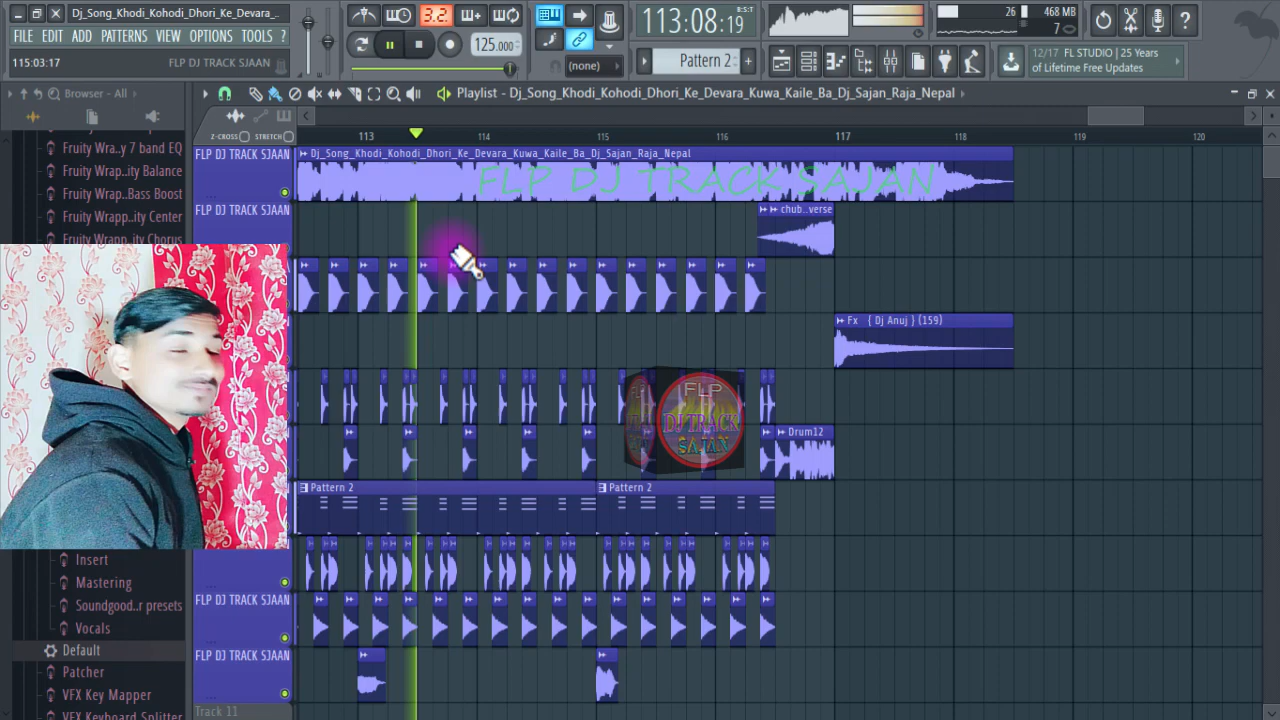 Dj_Song_Khodi_Kohodi_Dhori_Ke_Devara_
FILE EDIT ADD PATTERNS VIEW OPTIONS TOOLS ?
115:03:17 FLP DJ TRACK SJAAN
3.2
125.000
(none)
113:08:19 B:S:T
Pattern 2
26 468 MB
7
12/17 FL STUDIO | 25 Years
of Lifetime Free Updates
Browser - All
Playlist - Dj_Song_Khodi_Kohodi_Dhori_Ke_Devara_Kuwa_Kaile_Ba_Dj_Sajan_Raja_Nepal
Z-CROSS STRETCH
113 114 115 116 117 118 119 120
Fruity Wra..y 7 band EQ
Fruity Wrap..ity Balance
Fruity Wrap...Bass Boost
Fruity Wrapp...ity Center
Fruity Wrapp..ity Chorus
Insert
Mastering
Soundgood..r presets
Vocals
Default
Patcher
VFX Key Mapper
VFX Keyboard Splitter
FLP DJ TRACK SJAAN
Dj_Song_Khodi_Kohodi_Dhori_Ke_Devara_Kuwa_Kaile_Ba_Dj_Sajan_Raja_Nepal
FLP DJ TRACK SAJAN
FLP DJ TRACK SJAAN
chub..verse
Fx { Dj Anuj } (159)
FLP
DJ TRACK
SAJAN
Drum12
Pattern 2
Pattern 2
FLP DJ TRACK SJAAN
FLP DJ TRACK SJAAN
Track 11